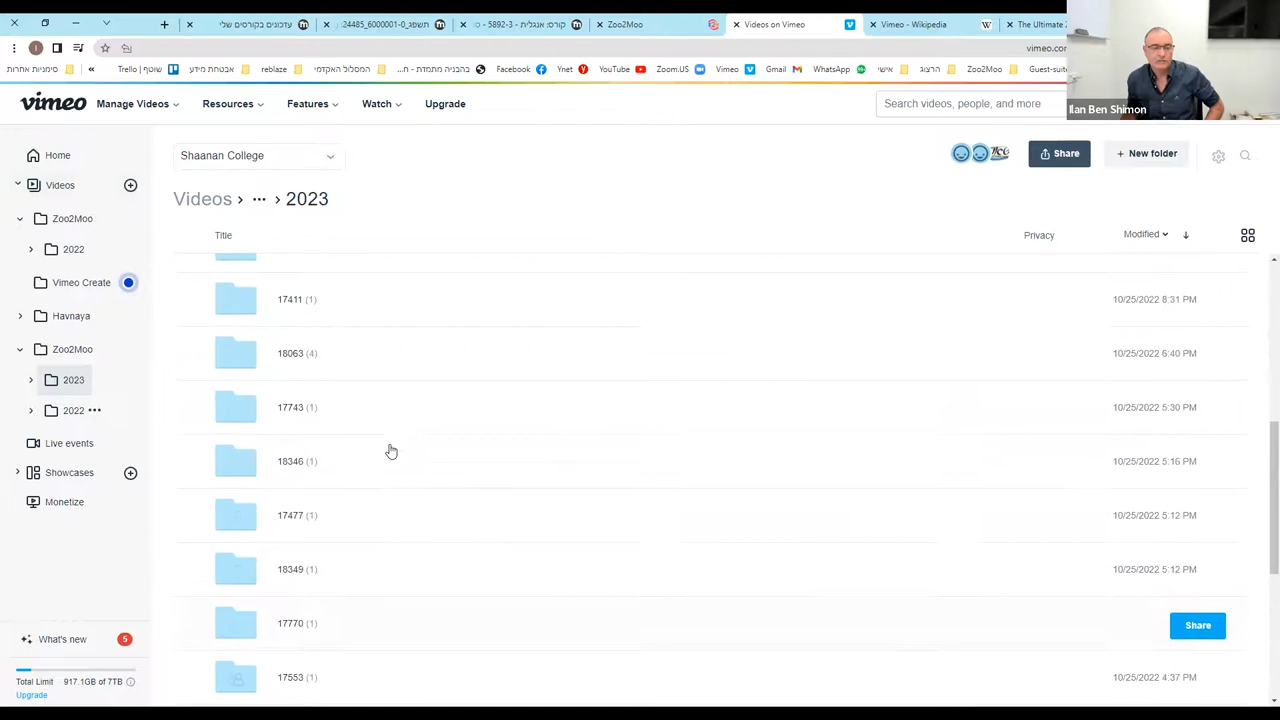 עדכונים בקורסים שלי
תשפג_0-6000001_24485
קורס: אנגלית - 5892-3 - סו
Zoo2Moo
Videos on Vimeo
Vimeo - Wikipedia
The Ultimate
vimeo.com
סימניות אחרות
שוטף | Trello
אבטחת מידע
reblaze
המסלול האקדמי
בהבניה מתמדת - ח...
Facebook
Ynet
YouTube
Zoom.US
Vimeo
Gmail
WhatsApp
אישי
הרצוג
Zoo2Moo
Guest-suite
Ilan Ben Shimon
vimeo
Manage Videos
Resources
Features
Watch
Upgrade
Search videos, people, and more
Home
Videos
Zoo2Moo
2022
Vimeo Create
Havnaya
Zoo2Moo
2023
2022
Live events
Showcases
Monetize
What's new
5
Total Limit 917.1GB of 7TB
Upgrade
Shaanan College
Share
+ New folder
Videos > ... > 2023
Title
Privacy
Modified
17411 (1) 10/25/2022 8:31 PM
18063 (4) 10/25/2022 6:40 PM
17743 (1) 10/25/2022 5:30 PM
18346 (1) 10/25/2022 5:16 PM
17477 (1) 10/25/2022 5:12 PM
18349 (1) 10/25/2022 5:12 PM
17770 (1) Share
17553 (1) 10/25/2022 4:37 PM